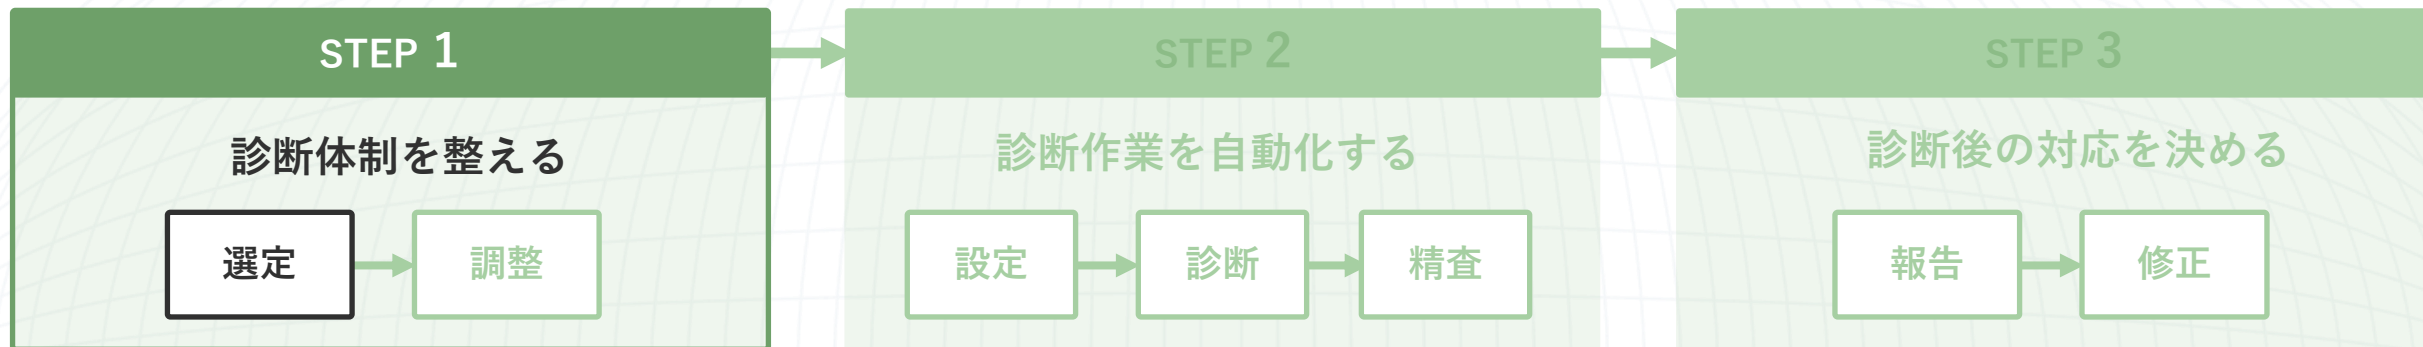 STEP 1
診断体制を整える
選定
調整
STEP 2
診断作業を自動化する
設定
診断
精査
STEP 3
診断後の対応を決める
報告
修正